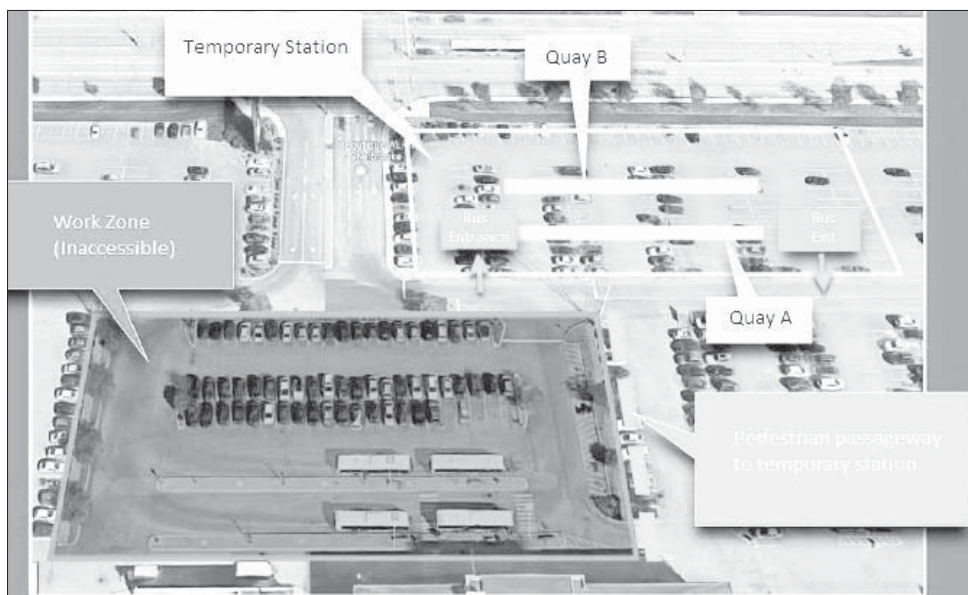 Temporary Station
Quay B
Work Zone
(Inaccessible)
Bus
Entrance
Bus
Exit
Quay A
Pedestrian passageway
to temporary station